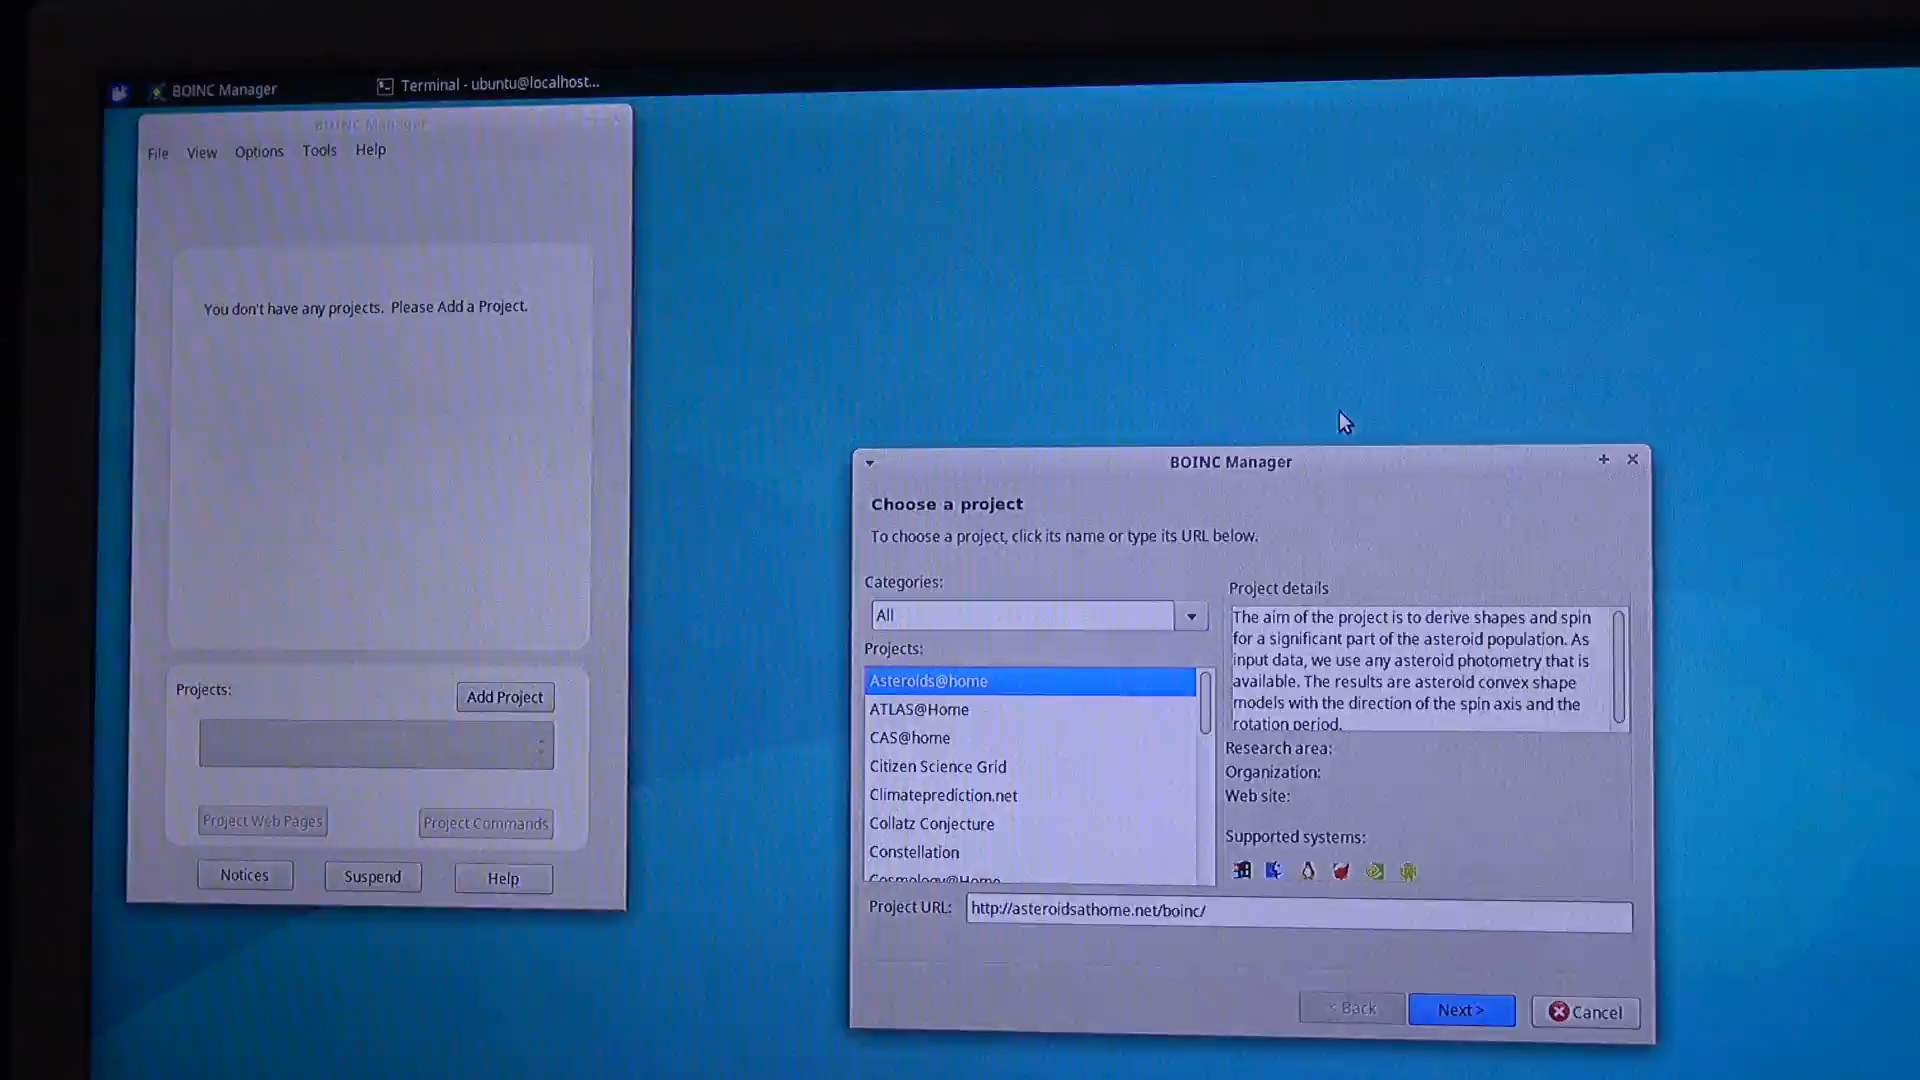 BOINC Manager
Terminal - ubuntu@localhost...
BOINC Manager
File View Options Tools Help
You don't have any projects. Please Add a Project.
Projects:
Add Project
Project Web Pages
Project Commands
Notices
Suspend
Help
BOINC Manager
Choose a project
To choose a project, click its name or type its URL below.
Categories:
All
Projects:
Asteroids@home
ATLAS@Home
CAS@home
Citizen Science Grid
Climateprediction.net
Collatz Conjecture
Constellation
Cosmology@Home
Project details
The aim of the project is to derive shapes and spin
for a significant part of the asteroid population. As
input data, we use any asteroid photometry that is
available. The results are asteroid convex shape
models with the direction of the spin axis and the
rotation period.
Research area:
Organization:
Web site:
Supported systems:
Project URL: http://asteroidsathome.net/boinc/
< Back
Next >
Cancel